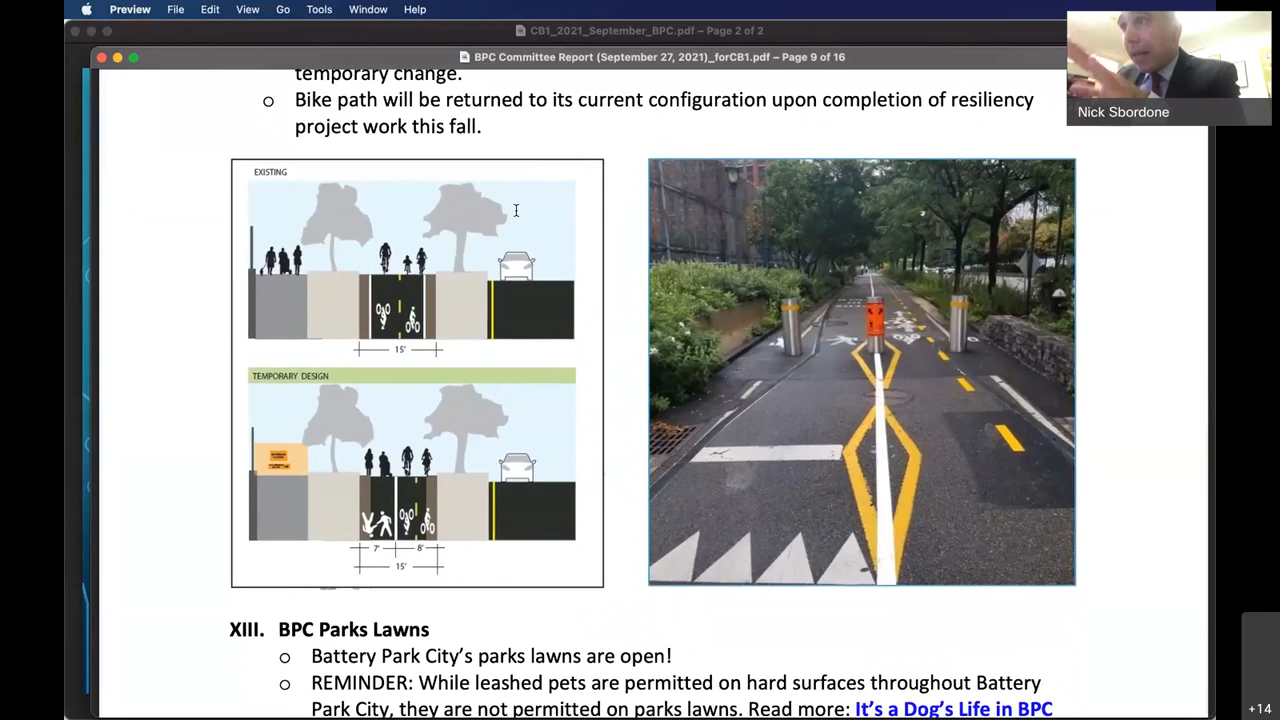 Preview File Edit View Go Tools Window Help
CB1_2021_September_BPC.pdf – Page 2 of 2
BPC Committee Report (September 27, 2021)_forCB1.pdf – Page 9 of 16
Nick Sbordone
temporary change.
o Bike path will be returned to its current configuration upon completion of resiliency
project work this fall.
EXISTING
15'
TEMPORARY DESIGN
7' 8'
15'
XIII. BPC Parks Lawns
o Battery Park City's parks lawns are open!
o REMINDER: While leashed pets are permitted on hard surfaces throughout Battery
Park City, they are not permitted on parks lawns. Read more: It's a Dog's Life in BPC
+14